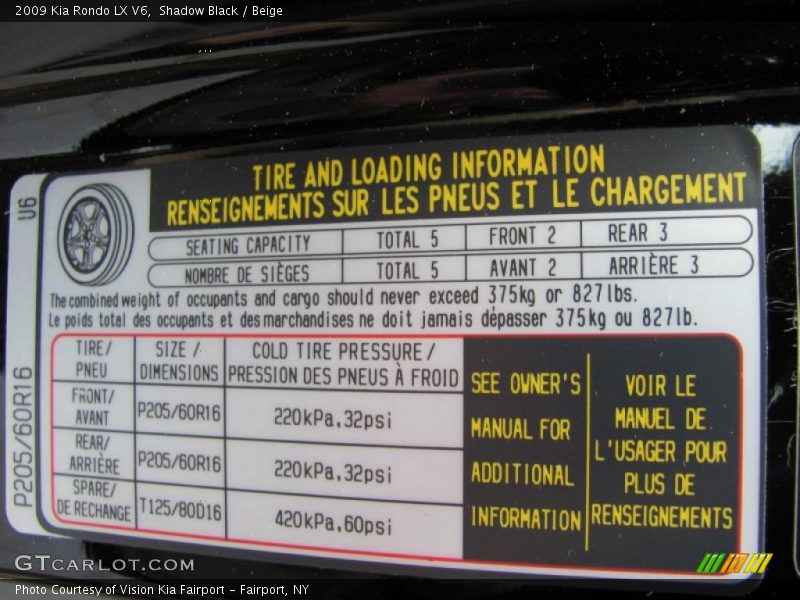 2009 Kia Rondo LX V6,  Shadow Black / Beige
U6
P205/60R16
TIRE AND LOADING INFORMATION
RENSEIGNEMENTS SUR LES PNEUS ET LE CHARGEMENT
SEATING CAPACITY TOTAL 5 FRONT 2 REAR 3
NOMBRE DE SIÈGES TOTAL 5 AVANT 2 ARRIÈRE 3
The combined weight of occupants and cargo should never exceed 375kg or 827lbs.
Le poids total des occupants et des marchandises ne doit jamais dépasser 375kg ou 827lb.
TIRE/
PNEU
SIZE /
DIMENSIONS
COLD TIRE PRESSURE /
PRESSION DES PNEUS À FROID
FRONT/
AVANT
P205/60R16
220kPa,32psi
REAR/
ARRIÈRE
P205/60R16
220kPa,32psi
SPARE/
DE RECHANGE
T125/80D16
420kPa,60psi
SEE OWNER'S
MANUAL FOR
ADDITIONAL
INFORMATION
VOIR LE
MANUEL DE
L'USAGER POUR
PLUS DE
RENSEIGNEMENTS
GTCarLot.com
Photo Courtesy of Vision Kia Fairport – Fairport, NY